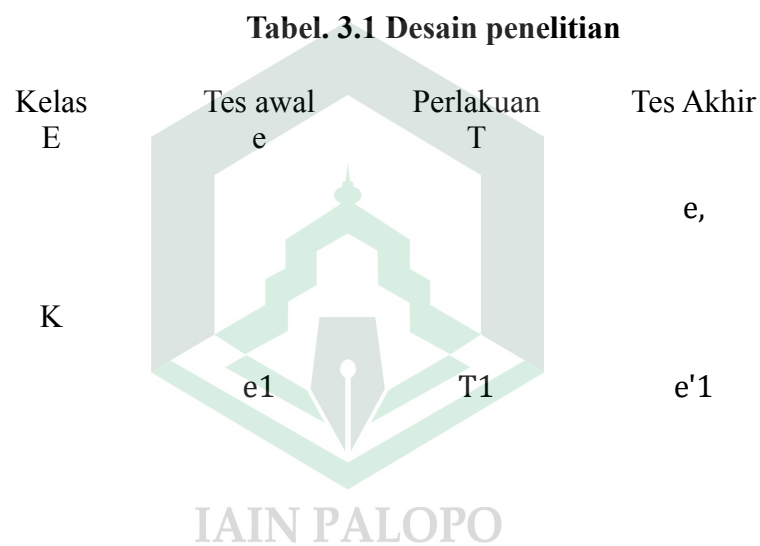 Tabel. 3.1 Desain penelitian
Kelas Tes awal Perlakuan Tes Akhir
E e T
e,
K
e1 T1 e'1
IAIN PALOPO